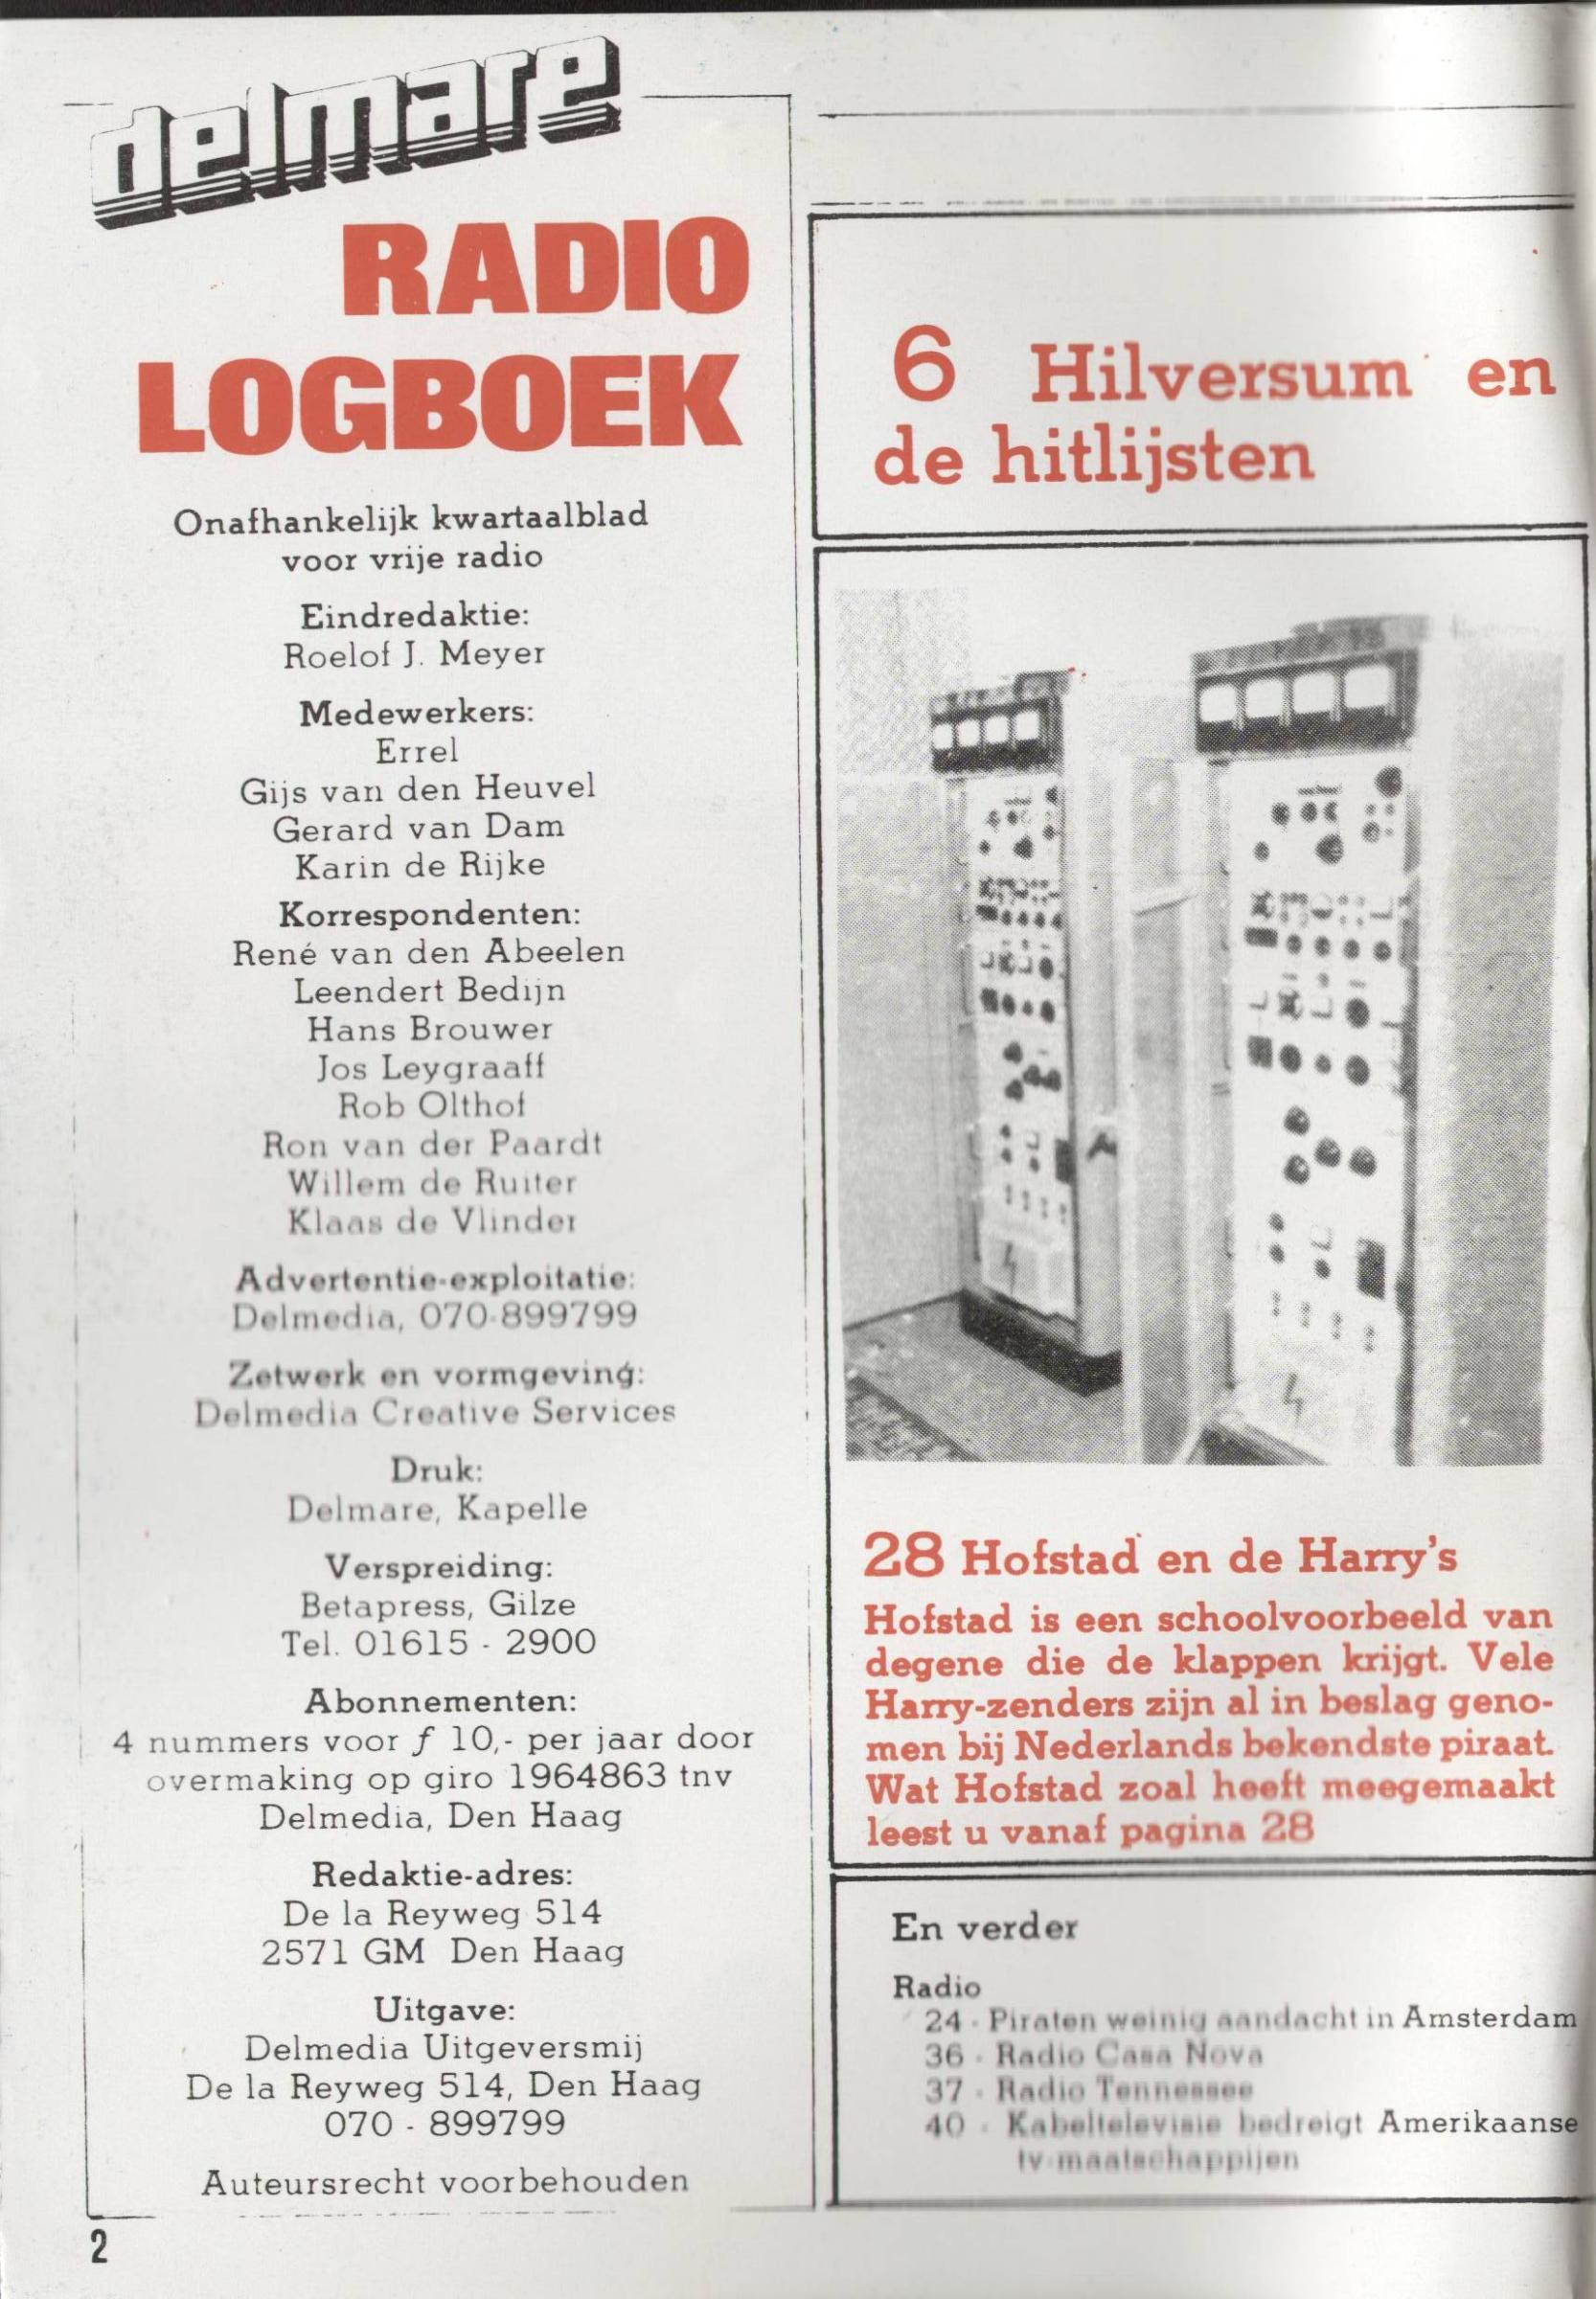 delmare
RADIO
LOGBOEK
Onafhankelijk kwartaalblad
voor vrije radio
Eindredaktie:
Roelof J. Meyer
Medewerkers:
Errel
Gijs van den Heuvel
Gerard van Dam
Karin de Rijke
Korrespondenten:
René van den Abeelen
Leendert Bedijn
Hans Brouwer
Jos Leygraaff
Rob Olthof
Ron van der Paardt
Willem de Ruiter
Klaas de Vlinder
Advertentie-exploitatie:
Delmedia, 070-899799
Zetwerk en vormgeving:
Delmedia Creative Services
Druk:
Delmare, Kapelle
Verspreiding:
Betapress, Gilze
Tel. 01615 - 2900
Abonnementen:
4 nummers voor ƒ 10,- per jaar door
overmaking op giro 1964863 tnv
Delmedia, Den Haag
Redaktie-adres:
De la Reyweg 514
2571 GM Den Haag
Uitgave:
Delmedia Uitgeversmij
De la Reyweg 514, Den Haag
070 - 899799
Auteursrecht voorbehouden
2
6 Hilversum en
de hitlijsten
28 Hofstad en de Harry's
Hofstad is een schoolvoorbeeld van
degene die de klappen krijgt. Vele
Harry-zenders zijn al in beslag geno-
men bij Nederlands bekendste piraat.
Wat Hofstad zoal heeft meegemaakt
leest u vanaf pagina 28
En verder
Radio
24 - Piraten weinig aandacht in Amsterdam
36 - Radio Casa Nova
37 - Radio Tennessee
40 - Kabeltelevisie bedreigt Amerikaanse
tv-maatschappijen